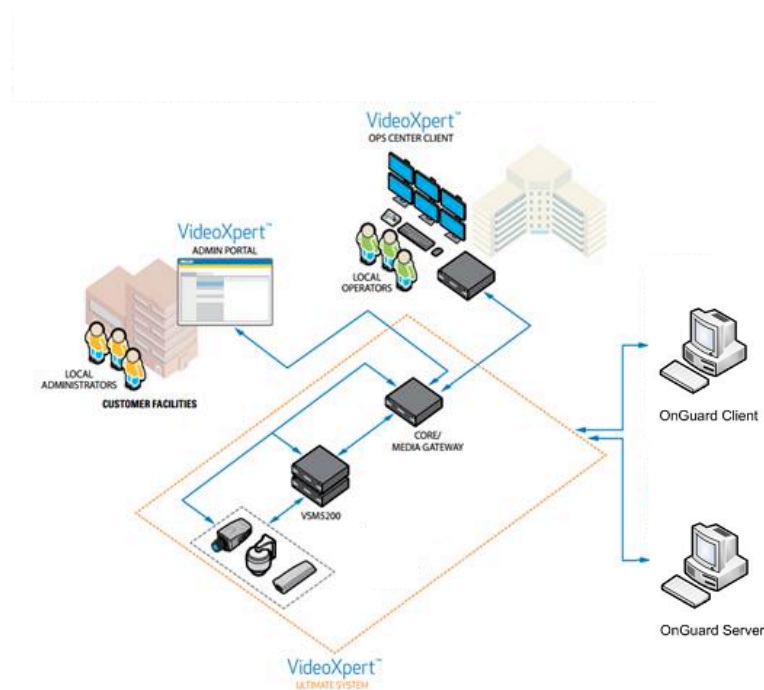 VideoXpert™
OPS CENTER CLIENT
VideoXpert™
ADMIN PORTAL
LOCAL
OPERATORS
LOCAL
ADMINISTRATORS
CUSTOMER FACILITIES
OnGuard Client
CORE/
MEDIA GATEWAY
VSM5200
OnGuard Server
VideoXpert™
ULTIMATE SYSTEM